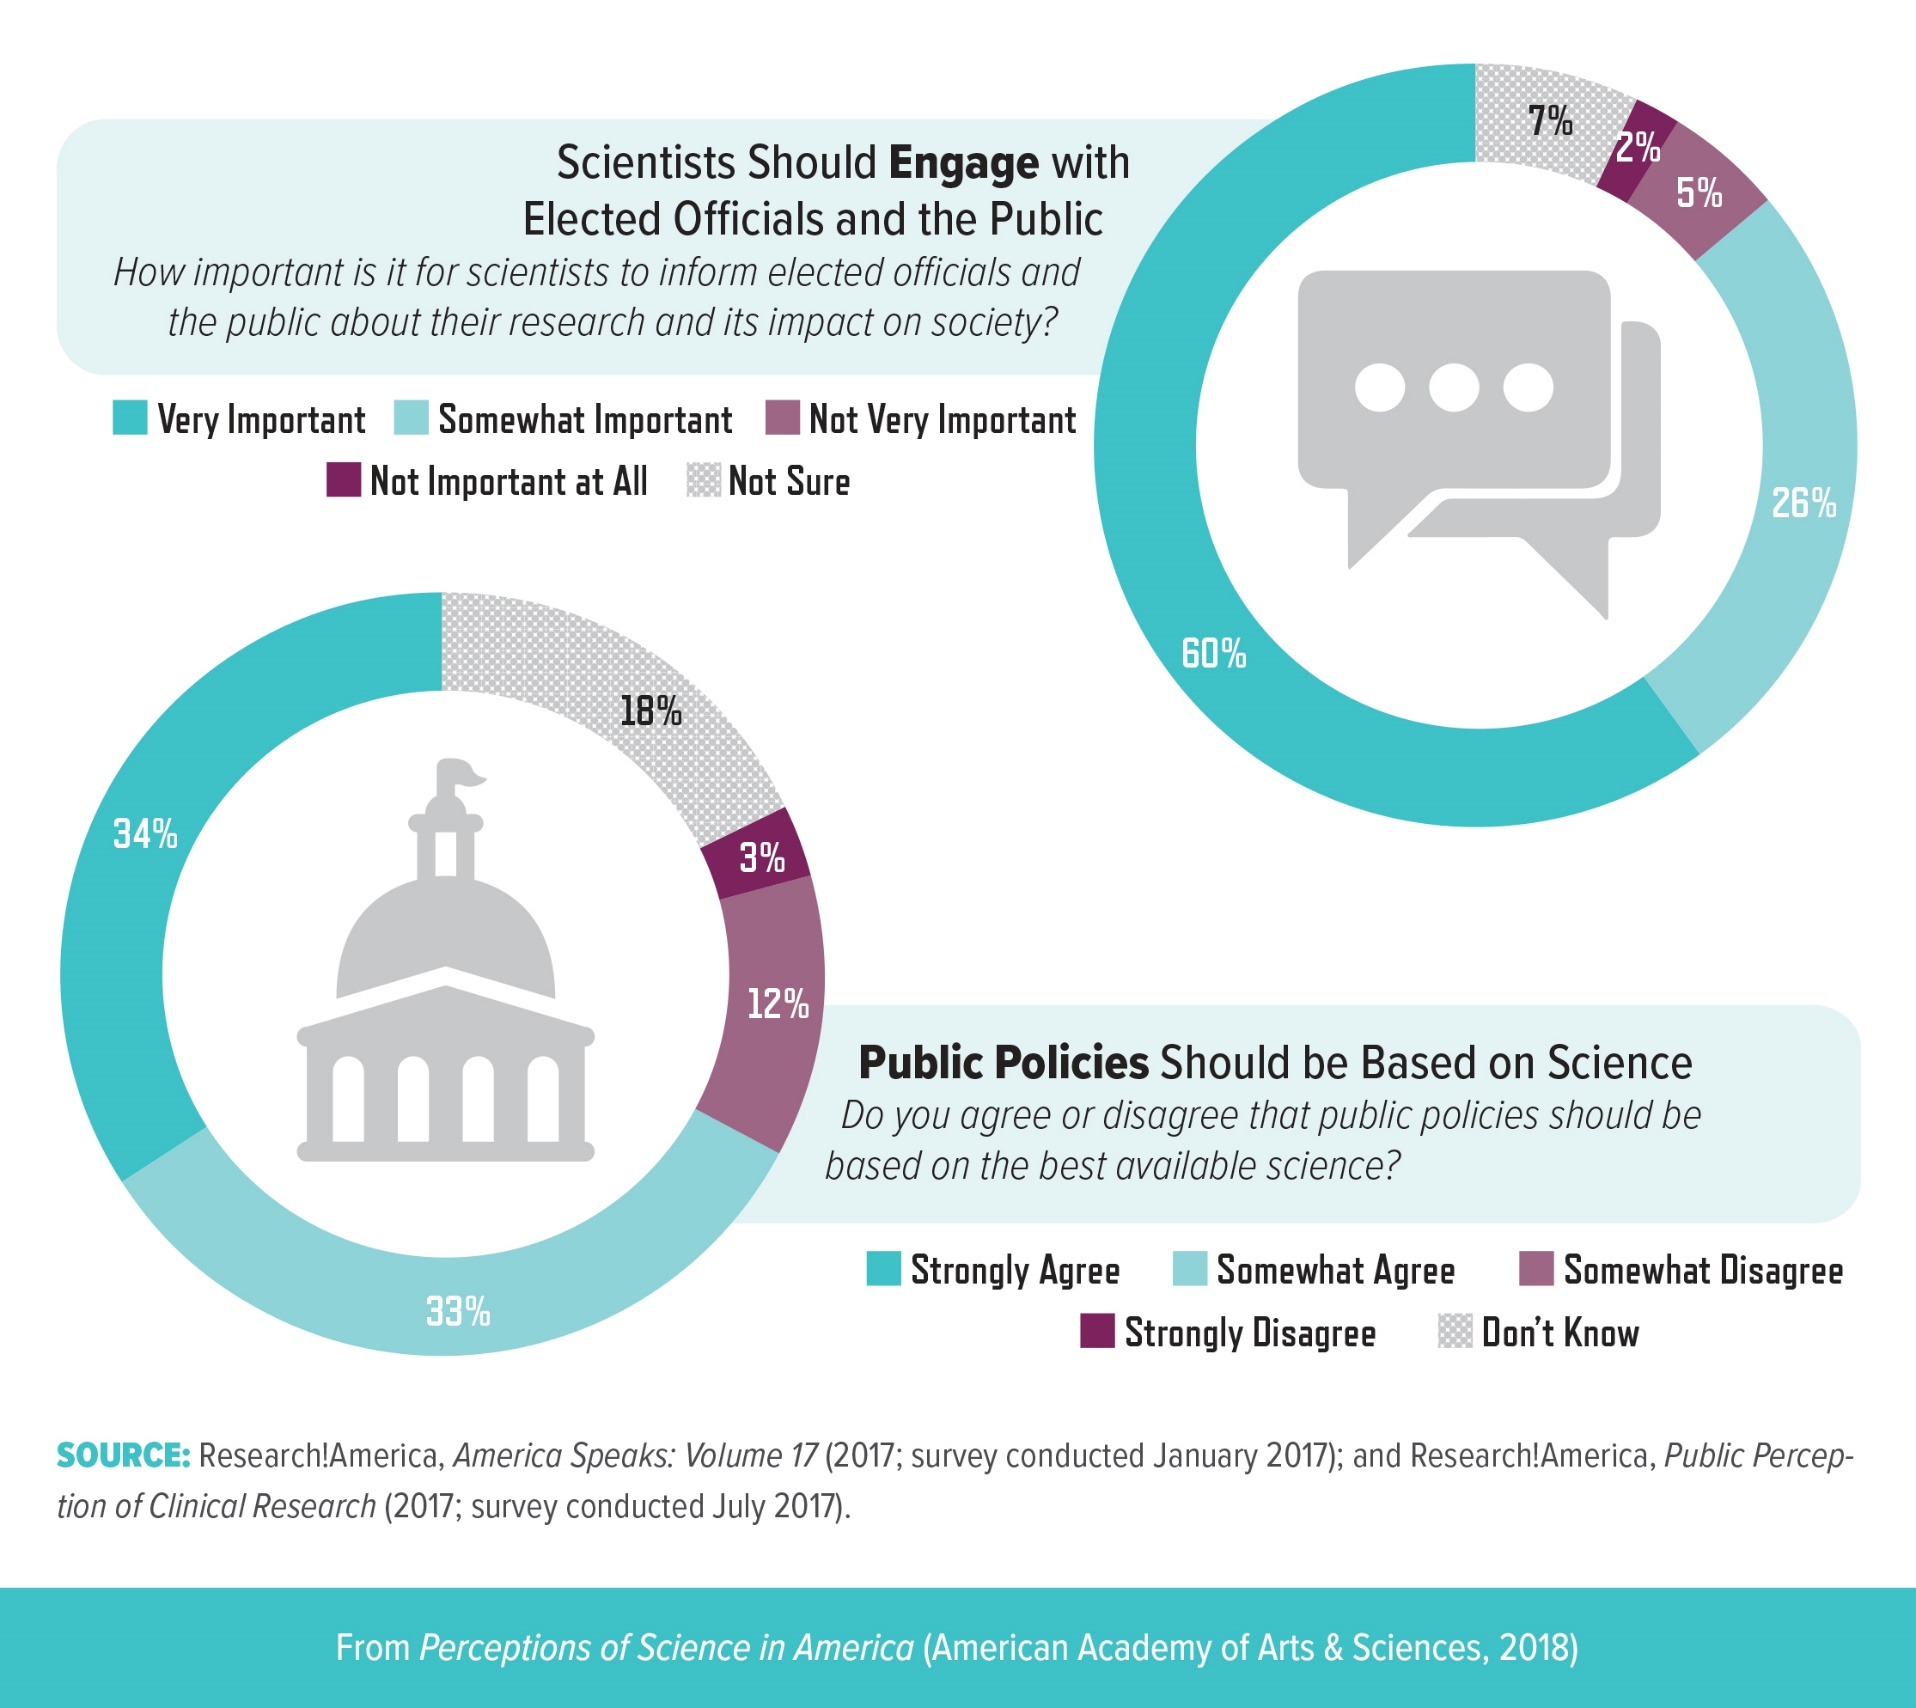 Scientists Should Engage with
Elected Officials and the Public
How important is it for scientists to inform elected officials and
the public about their research and its impact on society?
Very Important
Somewhat Important
Not Very Important
Not Important at All
Not Sure
7%
2%
5%
26%
60%
18%
3%
12%
33%
34%
Public Policies Should be Based on Science
Do you agree or disagree that public policies should be
based on the best available science?
Strongly Agree
Somewhat Agree
Somewhat Disagree
Strongly Disagree
Don’t Know
SOURCE: Research!America, America Speaks: Volume 17 (2017; survey conducted January 2017); and Research!America, Public Percep-
tion of Clinical Research (2017; survey conducted July 2017).
From Perceptions of Science in America (American Academy of Arts & Sciences, 2018)